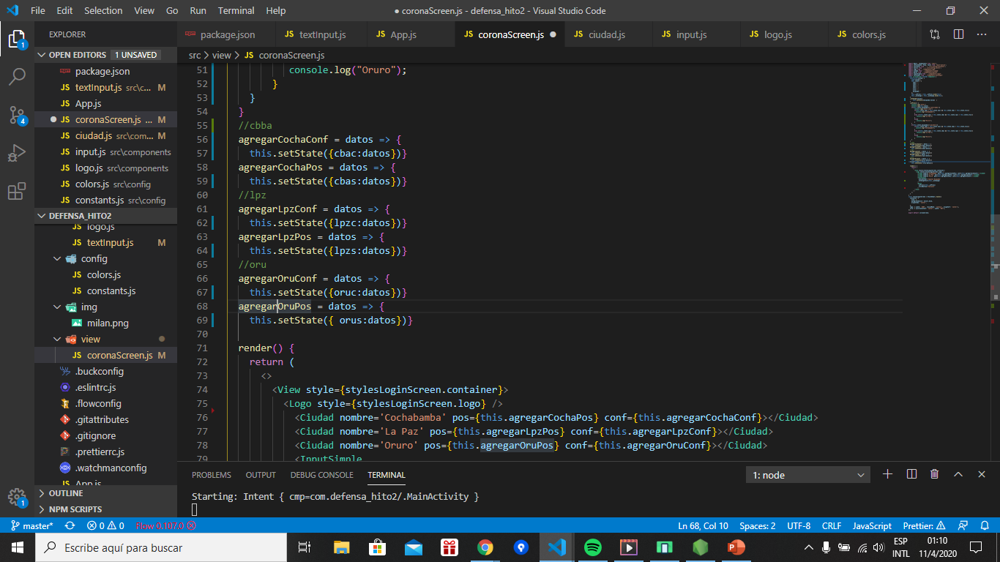 File Edit Selection View Go Run Terminal Help
● coronaScreen.js - defensa_hito2 - Visual Studio Code
EXPLORER
package.json
JS textInput.js
JS App.js
JS coronaScreen.js ●
JS ciudad.js
JS input.js
JS logo.js
JS colors.js
OPEN EDITORS 1 UNSAVED
package.json
JS textInput.js src\c... M
JS App.js
● JS coronaScreen.js ... M
JS ciudad.js src\com... M
JS input.js src\components
JS logo.js src\components
JS colors.js src\config
JS constants.js src\config
DEFENSA_HITO2
JS logo.js
JS textInput.js M
config
JS colors.js
JS constants.js
img
milan.png
view
JS coronaScreen.js M
.buckconfig
.eslintrc.js
.flowconfig
.gitattributes
.gitignore
.prettierrc.js
.watchmanconfig
App.js
OUTLINE
NPM SCRIPTS
1
4
1
src > view > JS coronaScreen.js
51 console.log("Oruro");
52 }
53 }
54 }
55 //cbba
56 agregarCochaConf = datos => {
57 this.setState({cbac:datos})}
58 agregarCochaPos = datos => {
59 this.setState({cbas:datos})}
60 //lpz
61 agregarLpzConf = datos => {
62 this.setState({lpzc:datos})}
63 agregarLpzPos = datos => {
64 this.setState({lpzs:datos})}
65 //oru
66 agregarOruConf = datos => {
67 this.setState({oruc:datos})}
68 agregarOruPos = datos => {
69 this.setState({ orus:datos})}
70
71 render() {
72 return (
73 <>
74 <View style={stylesLoginScreen.container}>
75 <Logo style={stylesLoginScreen.logo} />
76 <Ciudad nombre='Cochabamba' pos={this.agregarCochaPos} conf={this.agregarCochaConf}></Ciudad>
77 <Ciudad nombre='La Paz' pos={this.agregarLpzPos} conf={this.agregarLpzConf}></Ciudad>
78 <Ciudad nombre='Oruro' pos={this.agregarOruPos} conf={this.agregarOruConf}></Ciudad>
79 <InputSimple
PROBLEMS OUTPUT DEBUG CONSOLE TERMINAL
1: node
Starting: Intent { cmp=com.defensa_hito2/.MainActivity }
master* 0 0 Flow 0.107.0
Ln 68, Col 10 Spaces: 2 UTF-8 CRLF JavaScript Prettier:
Escribe aquí para buscar
ESP
INTL
01:10
11/4/2020